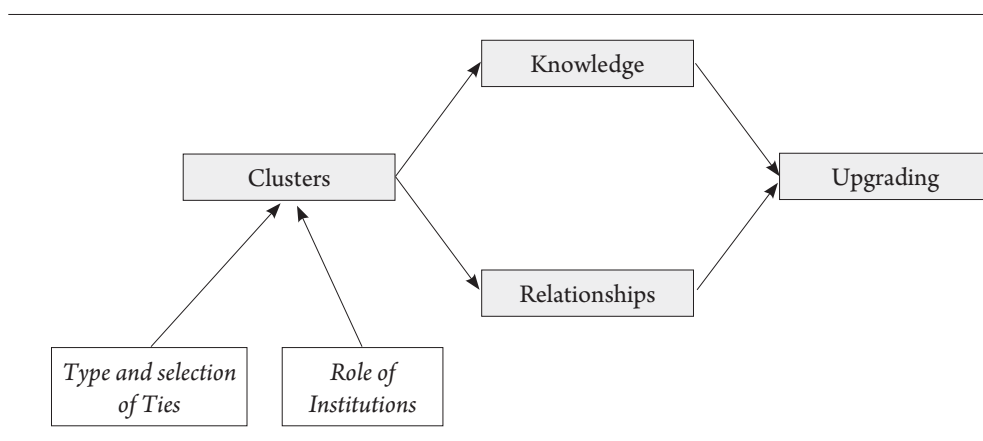 Knowledge
Clusters
Upgrading
Relationships
Type and selection
of Ties
Role of
Institutions